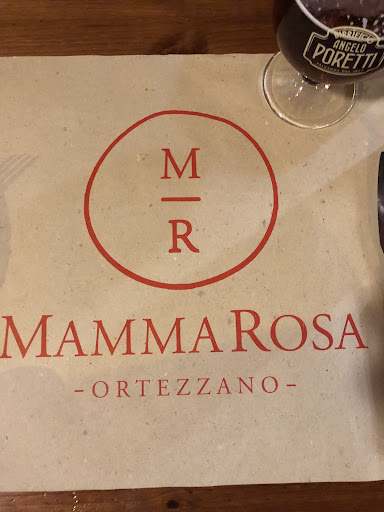 ANGELO
PORETTI
M
R
MAMMA ROSA
-ORTEZZANO-